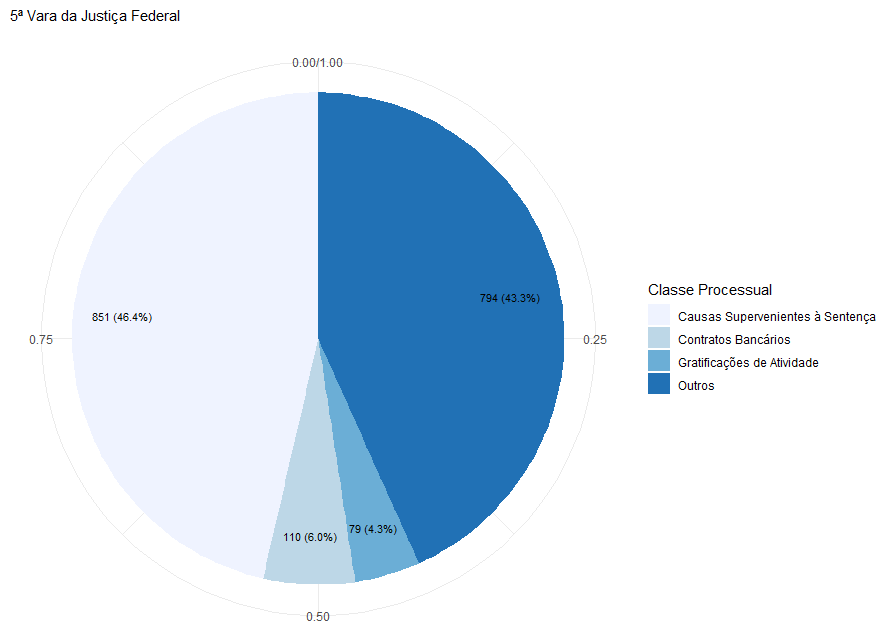 5ª Vara da Justiça Federal
0.00/1.00
794 (43.3%)
851 (46.4%)
0.75
0.25
110 (6.0%)
79 (4.3%)
0.50
Classe Processual
Causas Supervenientes à Sentença
Contratos Bancários
Gratificações de Atividade
Outros